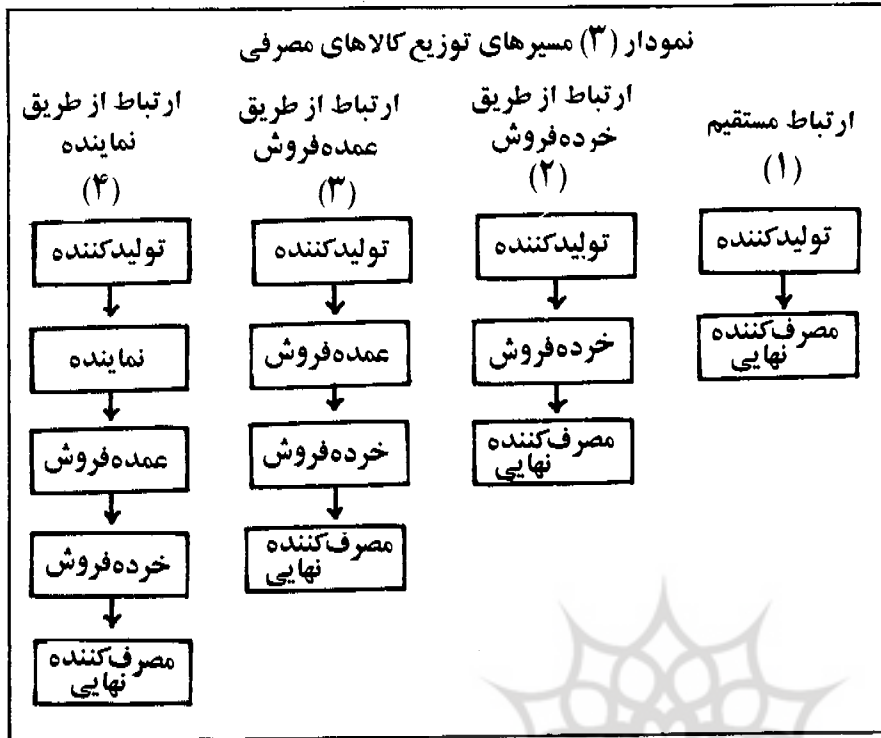 نمودار (۳) مسیرهای توزیع کالاهای مصرفی
ارتباط مستقیم
(۱)
تولیدکننده
مصرف‌کننده
نهایی
ارتباط از طریق
خرده‌فروش
(۲)
تولیدکننده
خرده‌فروش
مصرف‌کننده
نهایی
ارتباط از طریق
عمده‌فروش
(۳)
تولیدکننده
عمده‌فروش
خرده‌فروش
مصرف‌کننده
نهایی
ارتباط از طریق
نماینده
(۴)
تولیدکننده
نماینده
عمده‌فروش
خرده‌فروش
مصرف‌کننده
نهایی